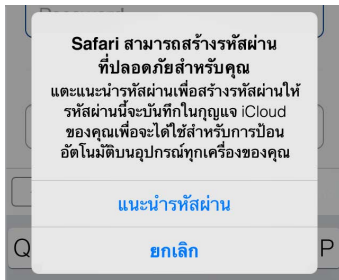 Safari สามารถสร้างรหัสผ่าน
ที่ปลอดภัยสำหรับคุณ
แตะแนะนำรหัสผ่านเพื่อสร้างรหัสผ่านให้
รหัสผ่านนี้จะบันทึกในกุญแจ iCloud
ของคุณเพื่อจะได้ใช้สำหรับการป้อน
อัตโนมัติบนอุปกรณ์ทุกเครื่องของคุณ
แนะนำรหัสผ่าน
ยกเลิก
Q P